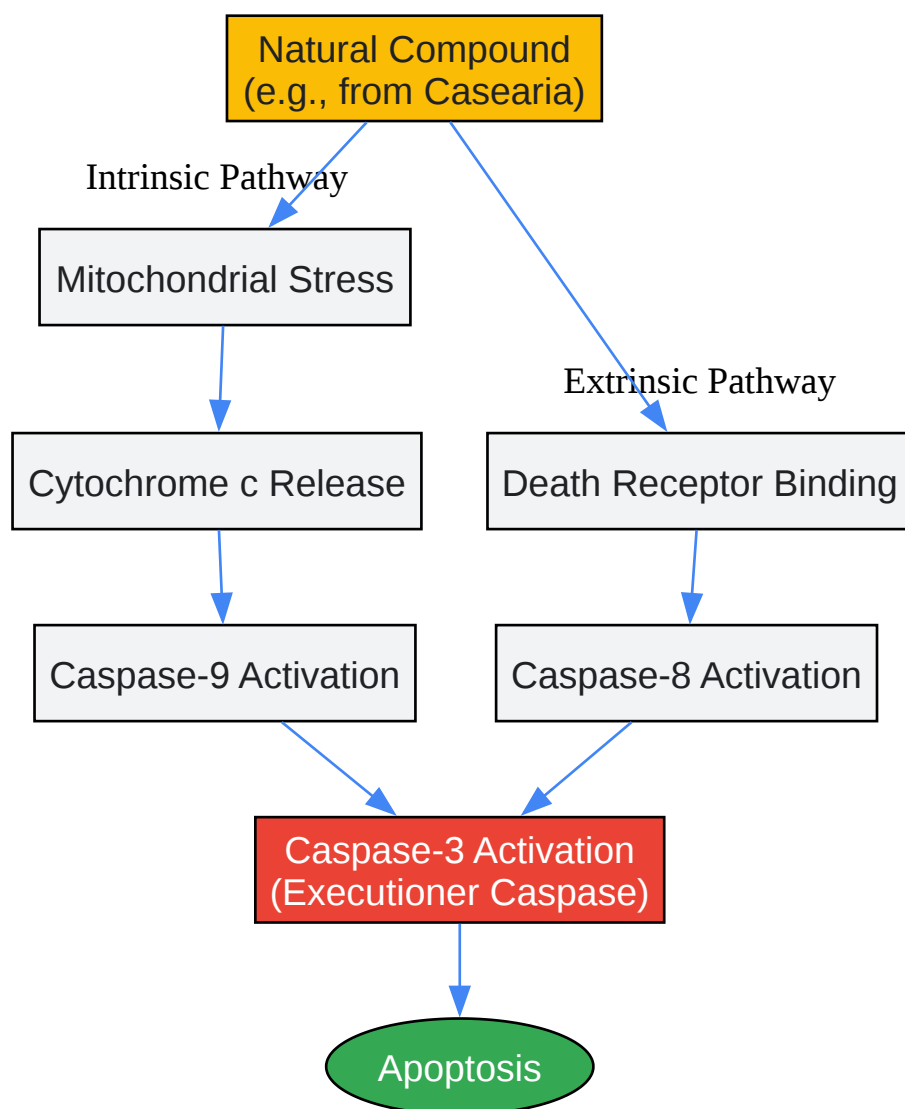 Natural Compound
(e.g., from Casearia)
Intrinsic Pathway
Mitochondrial Stress
Extrinsic Pathway
Cytochrome c Release
Death Receptor Binding
Caspase-9 Activation
Caspase-8 Activation
Caspase-3 Activation
(Executioner Caspase)
Apoptosis